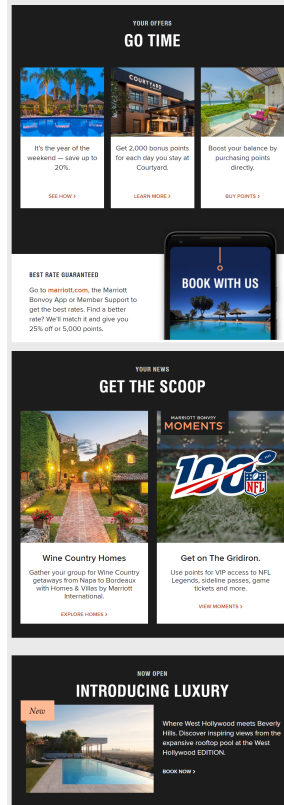 YOUR OFFERS
GO TIME
COURTYARD
It's the year of the
weekend — save up to
20%.
SEE HOW >
Get 2,000 bonus points
for each day you stay at
Courtyard.
LEARN MORE >
Boost your balance by
purchasing points
directly.
BUY POINTS >
BEST RATE GUARANTEED
Go to marriott.com, the Marriott
Bonvoy App or Member Support to
get the best rates. Find a better
rate? We'll match it and give you
25% off or 5,000 points.
BOOK WITH US
YOUR NEWS
GET THE SCOOP
MARRIOTT BONVOY
MOMENTS
100
NFL
Wine Country Homes
Gather your group for Wine Country
getaways from Napa to Bordeaux
with Homes & Villas by Marriott
International.
EXPLORE HOMES >
Get on The Gridiron.
Use points for VIP access to NFL
Legends, sideline passes, game
tickets and more.
VIEW MOMENTS >
NOW OPEN
INTRODUCING LUXURY
New
Where West Hollywood meets Beverly
Hills. Discover inspiring views from the
expansive rooftop pool at the West
Hollywood EDITION.
BOOK NOW >